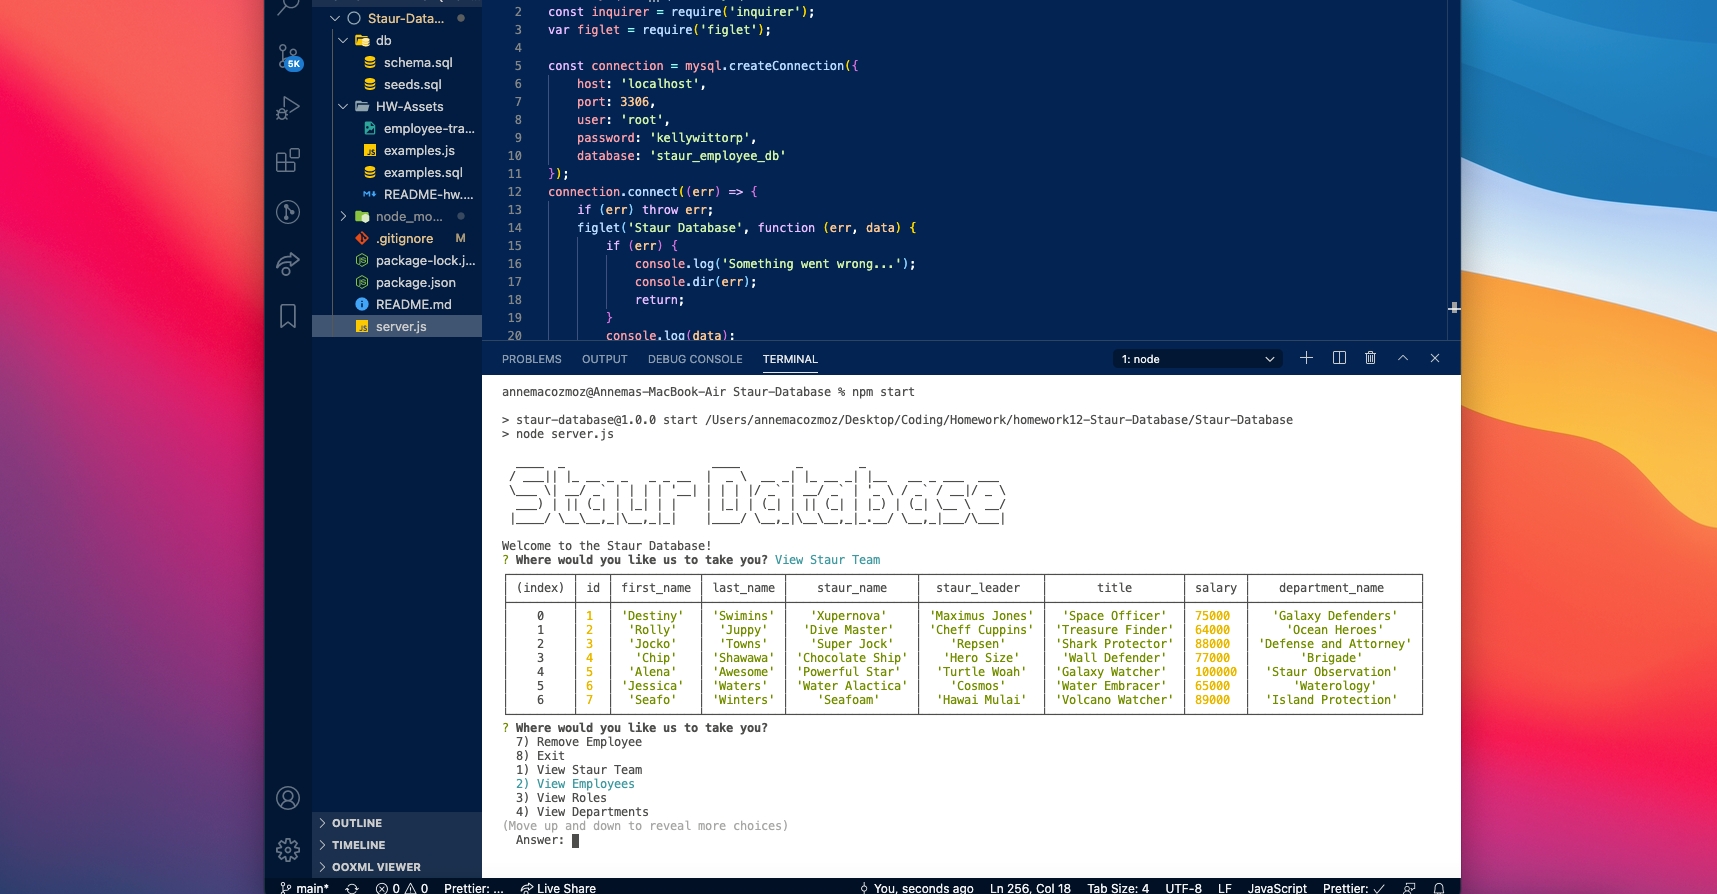 Staur-Data...
db
schema.sql
seeds.sql
HW-Assets
employee-tra...
examples.js
examples.sql
README-hw....
node_mo...
.gitignore M
package-lock.j...
package.json
README.md
server.js
5K
OUTLINE
TIMELINE
OOXML VIEWER
2 const inquirer = require('inquirer');
3 var figlet = require('figlet');
4
5 const connection = mysql.createConnection({
6 host: 'localhost',
7 port: 3306,
8 user: 'root',
9 password: 'kellywittorp',
10 database: 'staur_employee_db'
11 });
12 connection.connect((err) => {
13 if (err) throw err;
14 figlet('Staur Database', function (err, data) {
15 if (err) {
16 console.log('Something went wrong...');
17 console.dir(err);
18 return;
19 }
20 console.log(data);
PROBLEMS OUTPUT DEBUG CONSOLE TERMINAL 1: node
annemacozmoz@Annemas-MacBook-Air Staur-Database % npm start
> staur-database@1.0.0 start /Users/annemacozmoz/Desktop/Coding/Homework/homework12-Staur-Database/Staur-Database
> node server.js
Staur Database
Welcome to the Staur Database!
? Where would you like us to take you? View Staur Team
(index) id first_name last_name staur_name staur_leader title salary department_name
0 1 'Destiny' 'Swimins' 'Xupernova' 'Maximus Jones' 'Space Officer' 75000 'Galaxy Defenders'
1 2 'Rolly' 'Juppy' 'Dive Master' 'Cheff Cuppins' 'Treasure Finder' 64000 'Ocean Heroes'
2 3 'Jocko' 'Towns' 'Super Jock' 'Repsen' 'Shark Protector' 88000 'Defense and Attorney'
3 4 'Chip' 'Shawawa' 'Chocolate Ship' 'Hero Size' 'Wall Defender' 77000 'Brigade'
4 5 'Alena' 'Awesome' 'Powerful Star' 'Turtle Woah' 'Galaxy Watcher' 100000 'Staur Observation'
5 6 'Jessica' 'Waters' 'Water Alactica' 'Cosmos' 'Water Embracer' 65000 'Waterology'
6 7 'Seafo' 'Winters' 'Seafoam' 'Hawai Mulai' 'Volcano Watcher' 89000 'Island Protection'
? Where would you like us to take you?
7) Remove Employee
8) Exit
1) View Staur Team
2) View Employees
3) View Roles
4) View Departments
(Move up and down to reveal more choices)
Answer:
main* 0 0 Prettier: ... Live Share You, seconds ago Ln 256, Col 18 Tab Size: 4 UTF-8 LF JavaScript Prettier: ✓